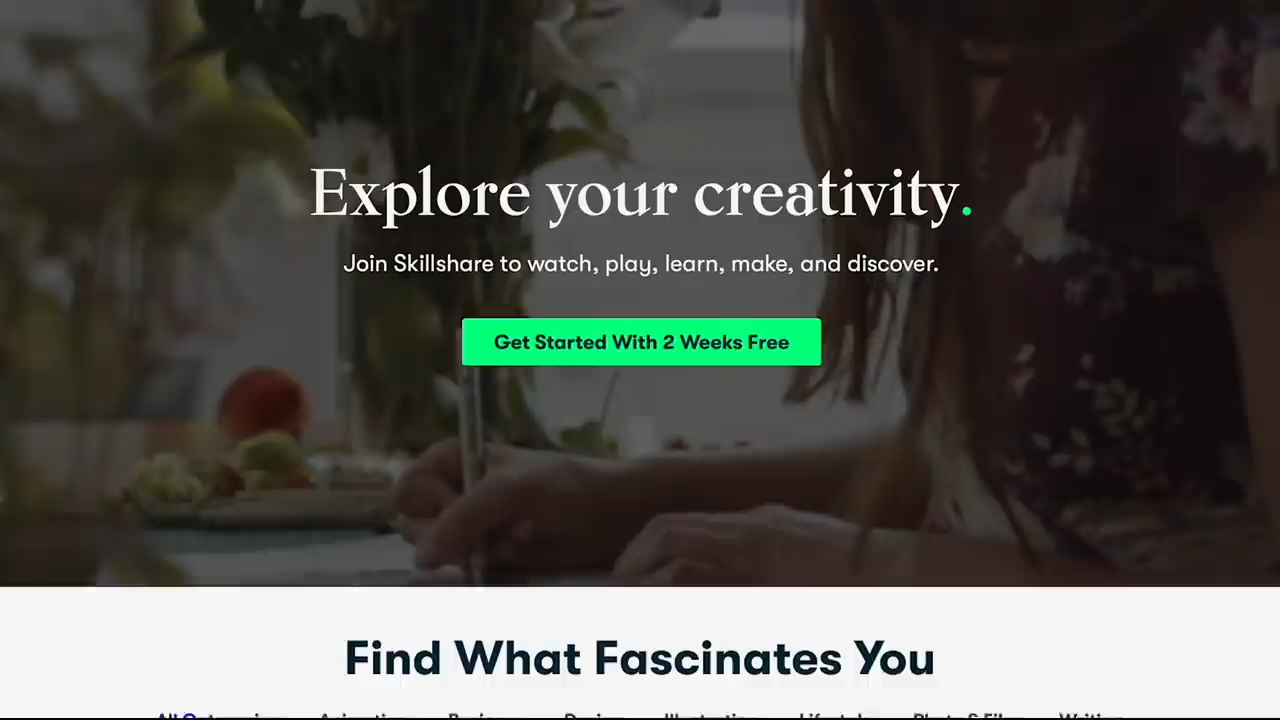 Explore your creativity.
Join Skillshare to watch, play, learn, make, and discover.
Get Started With 2 Weeks Free
Find What Fascinates You